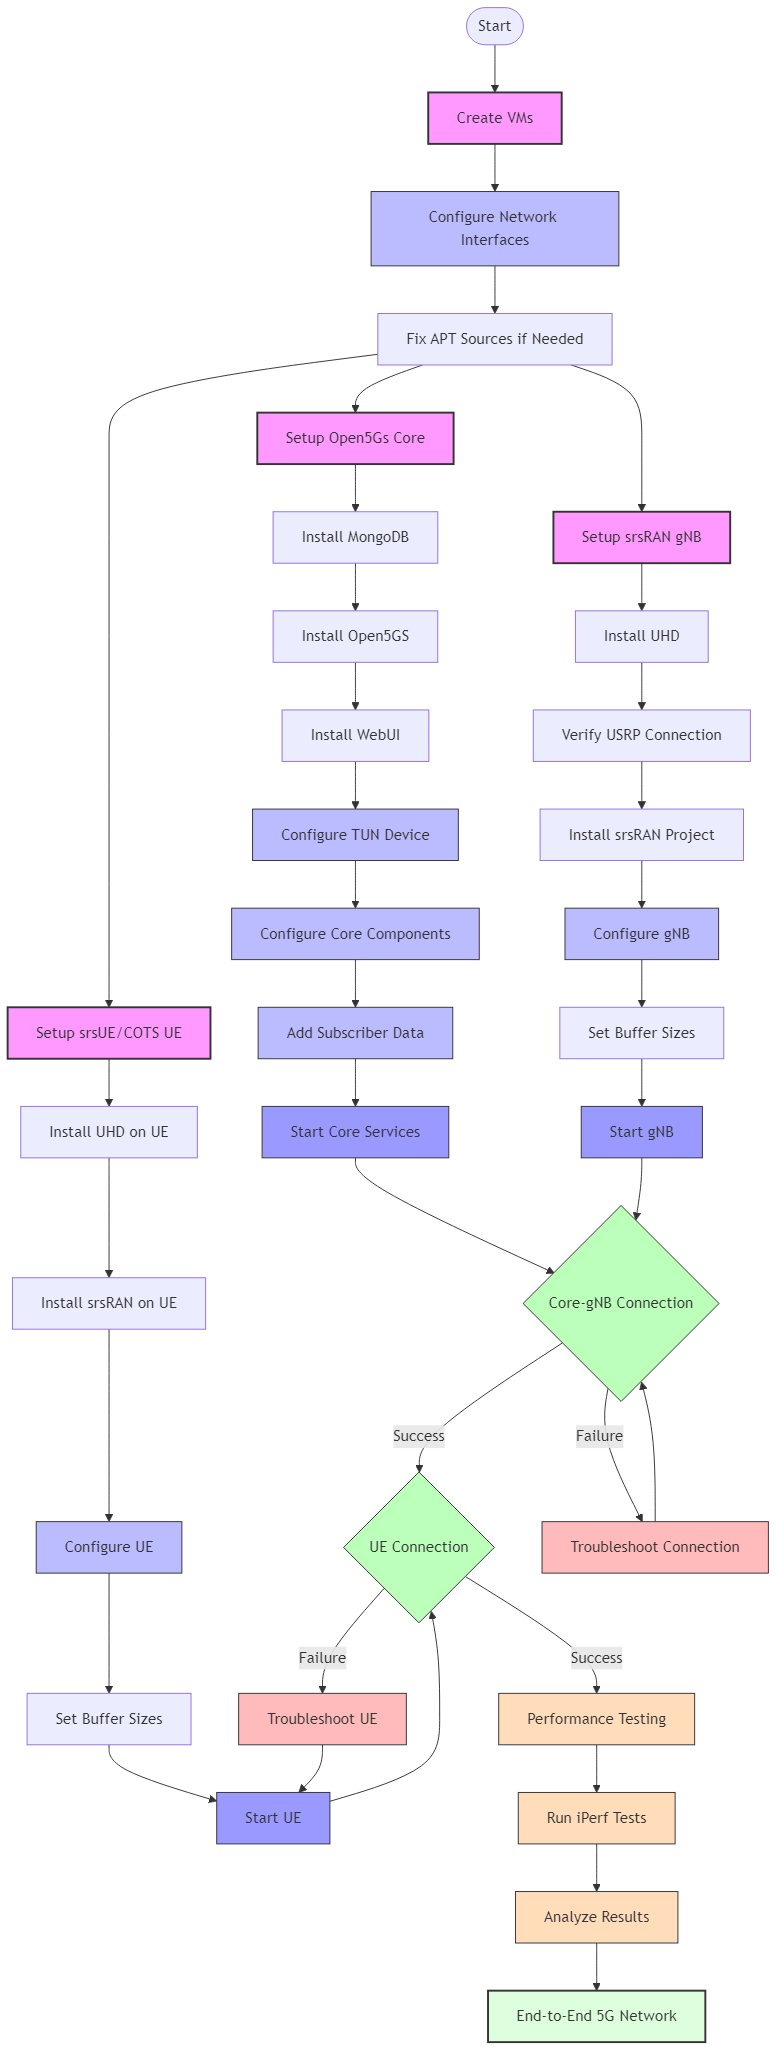 Start
Create VMs
Configure Network
Interfaces
Fix APT Sources if Needed
Setup Open5Gs Core
Install MongoDB
Setup srsRAN gNB
Install Open5GS
Install UHD
Install WebUI
Verify USRP Connection
Configure TUN Device
Install srsRAN Project
Configure Core Components
Configure gNB
Setup srsUE/COTS UE
Add Subscriber Data
Set Buffer Sizes
Install UHD on UE
Start Core Services
Start gNB
Install srsRAN on UE
Core-gNB Connection
Success
Failure
Configure UE
UE Connection
Troubleshoot Connection
Failure
Success
Set Buffer Sizes
Troubleshoot UE
Performance Testing
Start UE
Run iPerf Tests
Analyze Results
End-to-End 5G Network